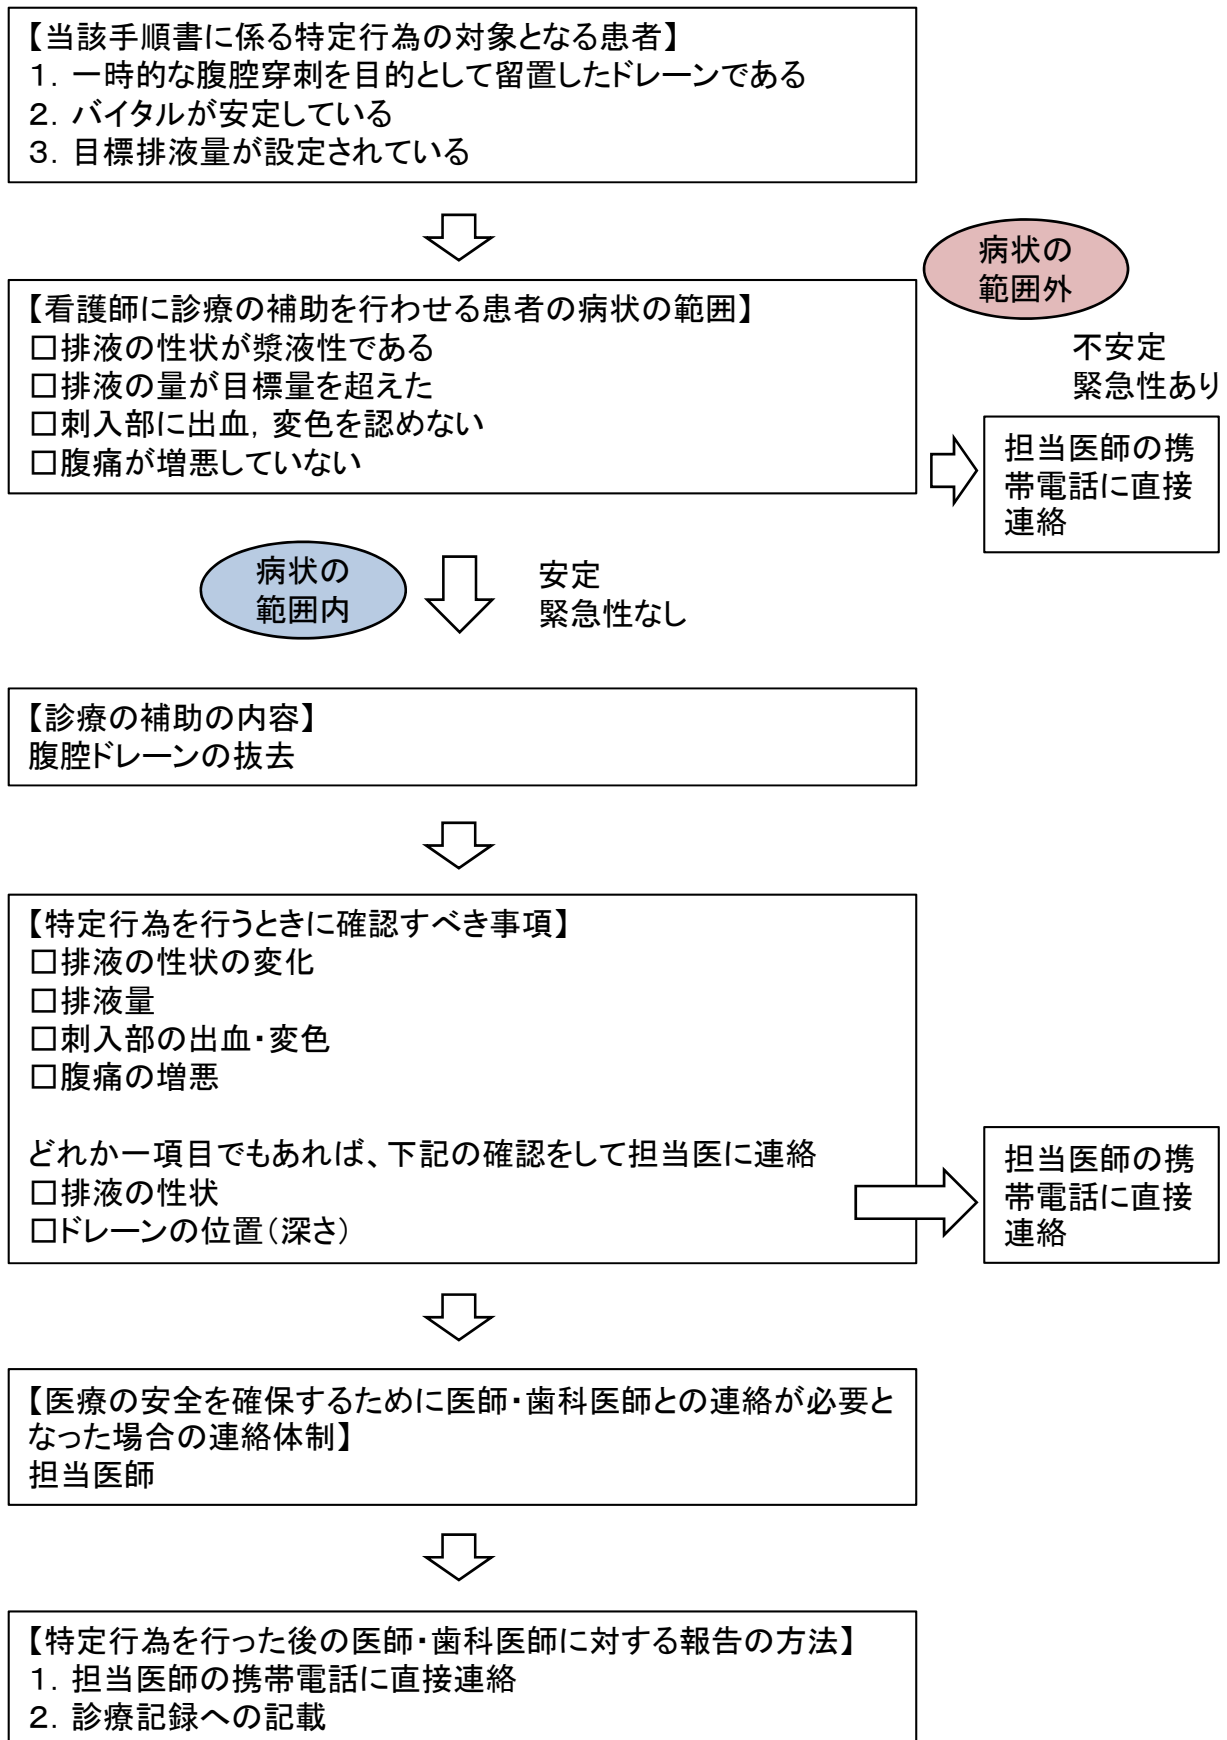 【当該手順書に係る特定行為の対象となる患者】
１．一時的な腹腔穿刺を目的として留置したドレーンである
２．バイタルが安定している
３．目標排液量が設定されている
病状の
範囲外
【看護師に診療の補助を行わせる患者の病状の範囲】
□排液の性状が漿液性である
□排液の量が目標量を超えた
□刺入部に出血，変色を認めない
□腹痛が増悪していない
不安定
緊急性あり
担当医師の携
帯電話に直接
連絡
病状の
範囲内
安定
緊急性なし
【診療の補助の内容】
腹腔ドレーンの抜去
【特定行為を行うときに確認すべき事項】
□排液の性状の変化
□排液量
□刺入部の出血・変色
□腹痛の増悪
どれか一項目でもあれば、下記の確認をして担当医に連絡
□排液の性状
□ドレーンの位置（深さ）
担当医師の携
帯電話に直接
連絡
【医療の安全を確保するために医師・歯科医師との連絡が必要と
なった場合の連絡体制】
担当医師
【特定行為を行った後の医師・歯科医師に対する報告の方法】
１．担当医師の携帯電話に直接連絡
２．診療記録への記載